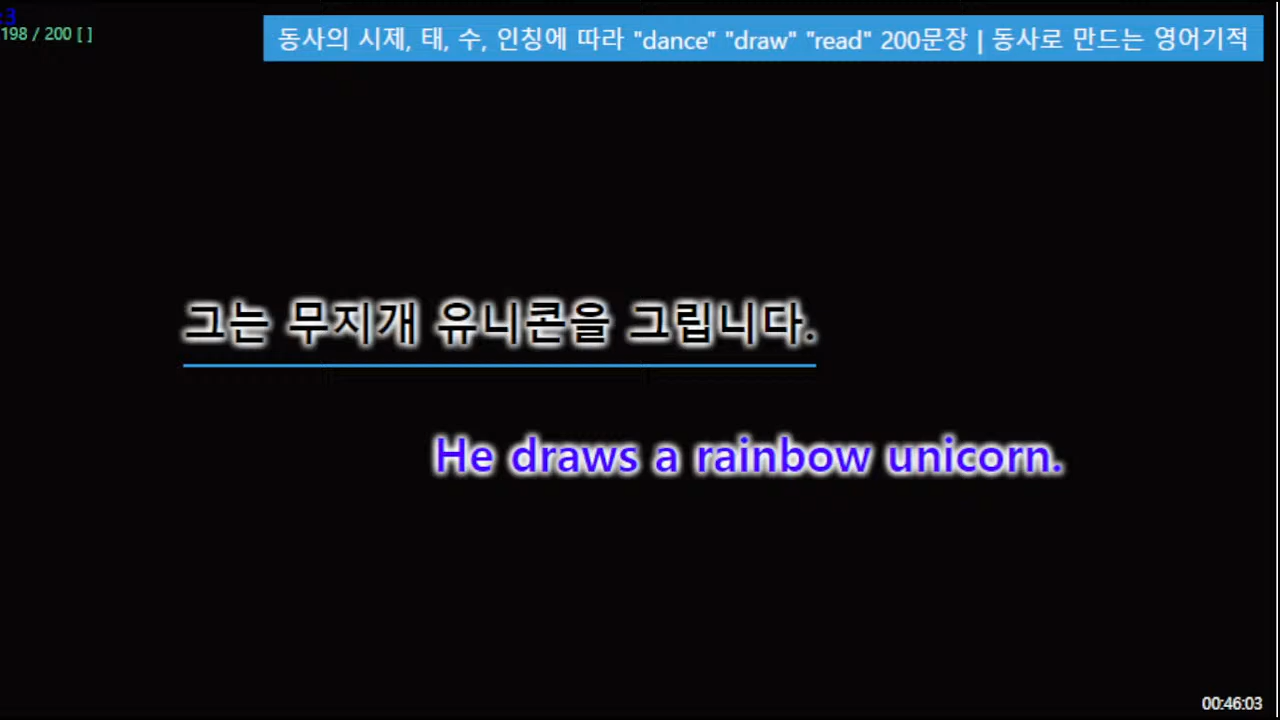 :3
198 / 200 [ ]
동사의 시제, 태, 수, 인칭에 따라 "dance" "draw" "read" 200문장 | 동사로 만드는 영어기적
그는 무지개 유니콘을 그립니다.
He draws a rainbow unicorn.
00:46:03